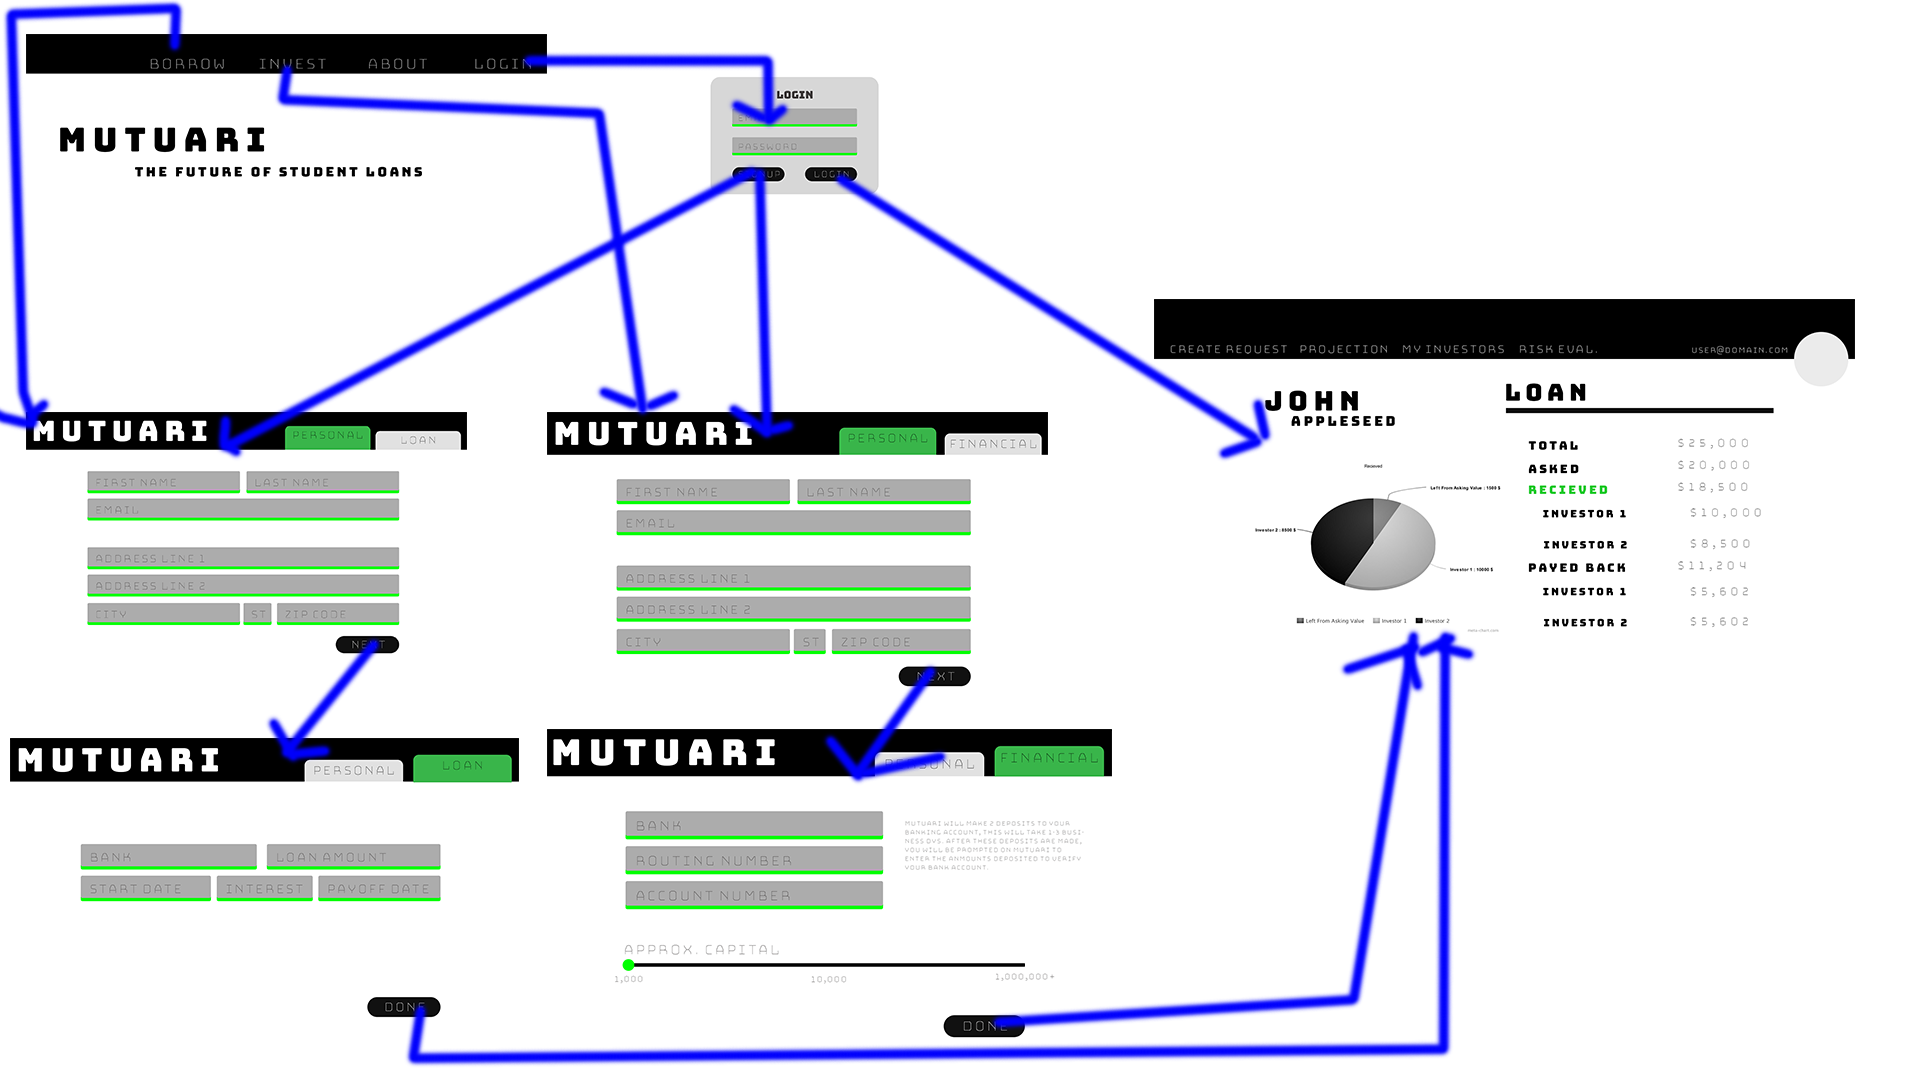 BORROW INVEST ABOUT LOGIN
MUTUARI
THE FUTURE OF STUDENT LOANS
LOGIN
PASSWORD
LOGIN
CREATE REQUEST PROJECTION MY INVESTORS RISK EVAL. USER@DOMAIN.COM
JOHN
APPLESEED
Recieved
Left From Asking Value : 1500 $
Investor 2 : 8500 $
Investor 1 : 10000 $
Left From Asking Value Investor 1 Investor 2
meta-chart.com
LOAN
TOTAL $25,000
ASKED $20,000
RECIEVED $18,500
INVESTOR 1 $10,000
INVESTOR 2 $8,500
PAYED BACK $11,204
INVESTOR 1 $5,602
INVESTOR 2 $5,602
MUTUARI PERSONAL LOAN
FIRST NAME LAST NAME
EMAIL
ADDRESS LINE 1
ADDRESS LINE 2
CITY ST ZIP CODE
NEXT
MUTUARI PERSONAL FINANCIAL
FIRST NAME LAST NAME
EMAIL
ADDRESS LINE 1
ADDRESS LINE 2
CITY ST ZIP CODE
NEXT
MUTUARI PERSONAL LOAN
BANK LOAN AMOUNT
START DATE INTEREST PAYOFF DATE
DONE
MUTUARI PERSONAL FINANCIAL
BANK
ROUTING NUMBER
ACCOUNT NUMBER
MUTUARI WILL MAKE 2 DEPOSITS TO YOUR
BANKING ACCOUNT, THIS WILL TAKE 1-3 BUSI-
NESS DYS. AFTER THESE DEPOSITS ARE MADE,
YOU WILL BE PROMPTED ON MUTUARI TO
ENTER THE ANMOUNTS DEPOSITED TO VERIFY
YOUR BANK ACCOUNT.
APPROX. CAPITAL
1,000 10,000 1,000,000+
DONE